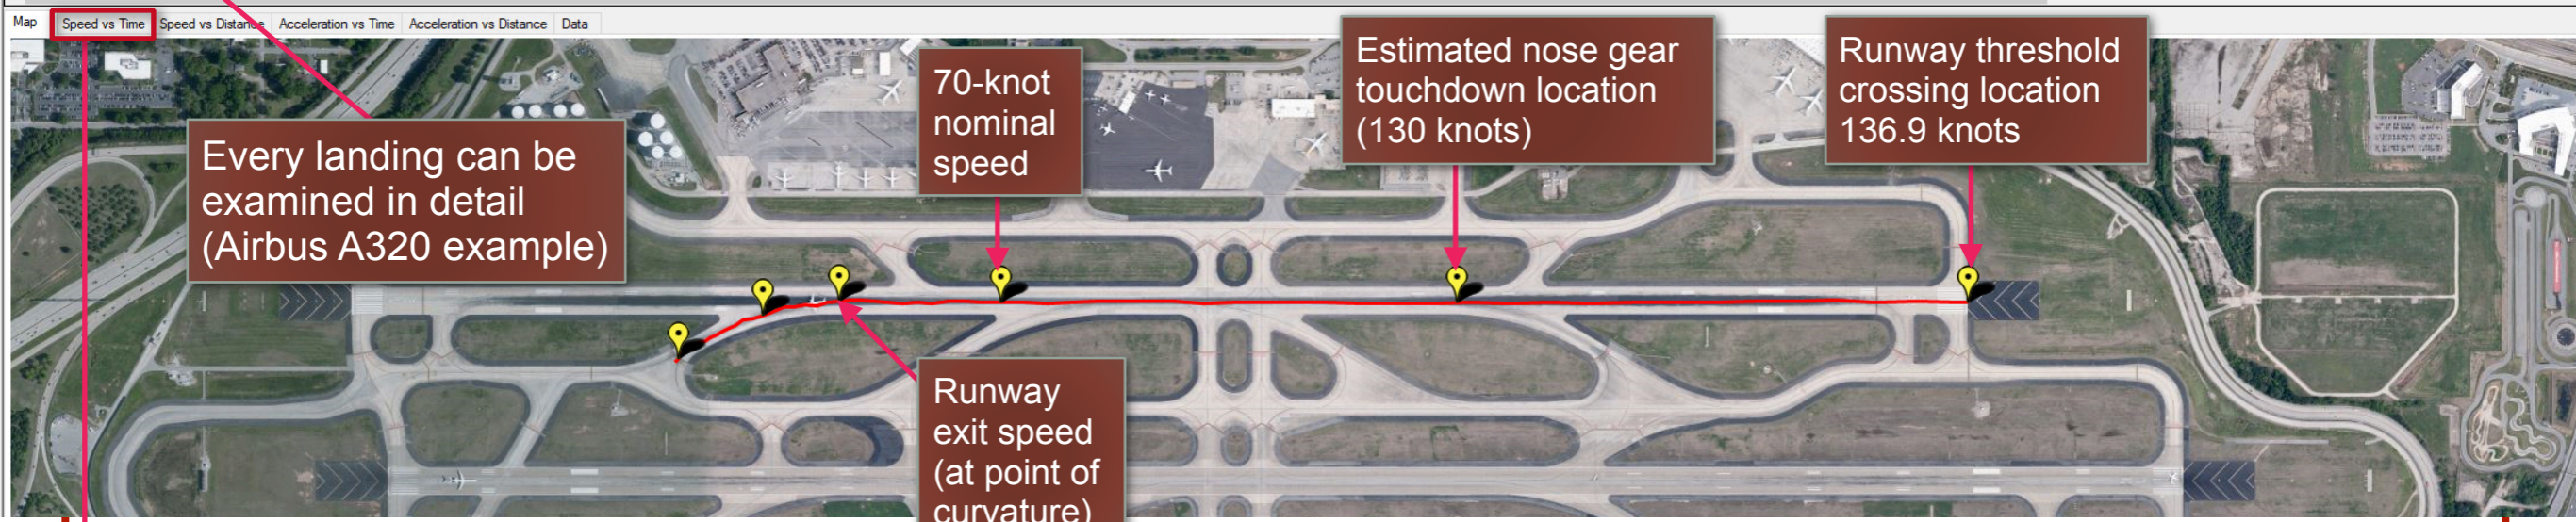 Map
Speed vs Time
Speed vs Distance
Acceleration vs Time
Acceleration vs Distance
Data
Every landing can be
examined in detail
(Airbus A320 example)
70-knot
nominal
speed
Estimated nose gear
touchdown location
(130 knots)
Runway threshold
crossing location
136.9 knots
Runway
exit speed
(at point of
curvature)